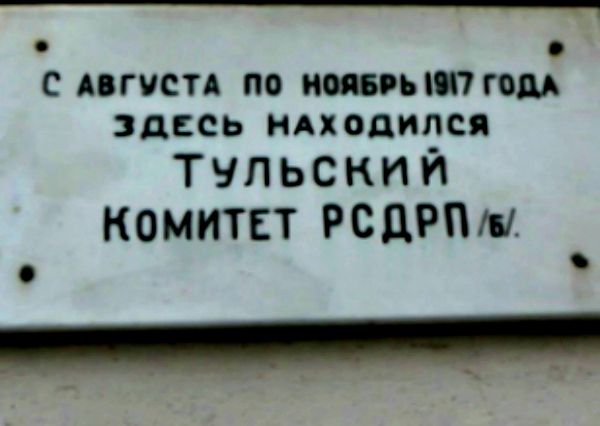 С АВГУСТА ПО НОЯБРЬ 1917 ГОДА
ЗДЕСЬ НАХОДИЛСЯ
ТУЛЬСКИЙ
КОМИТЕТ РСДРП /Б/.